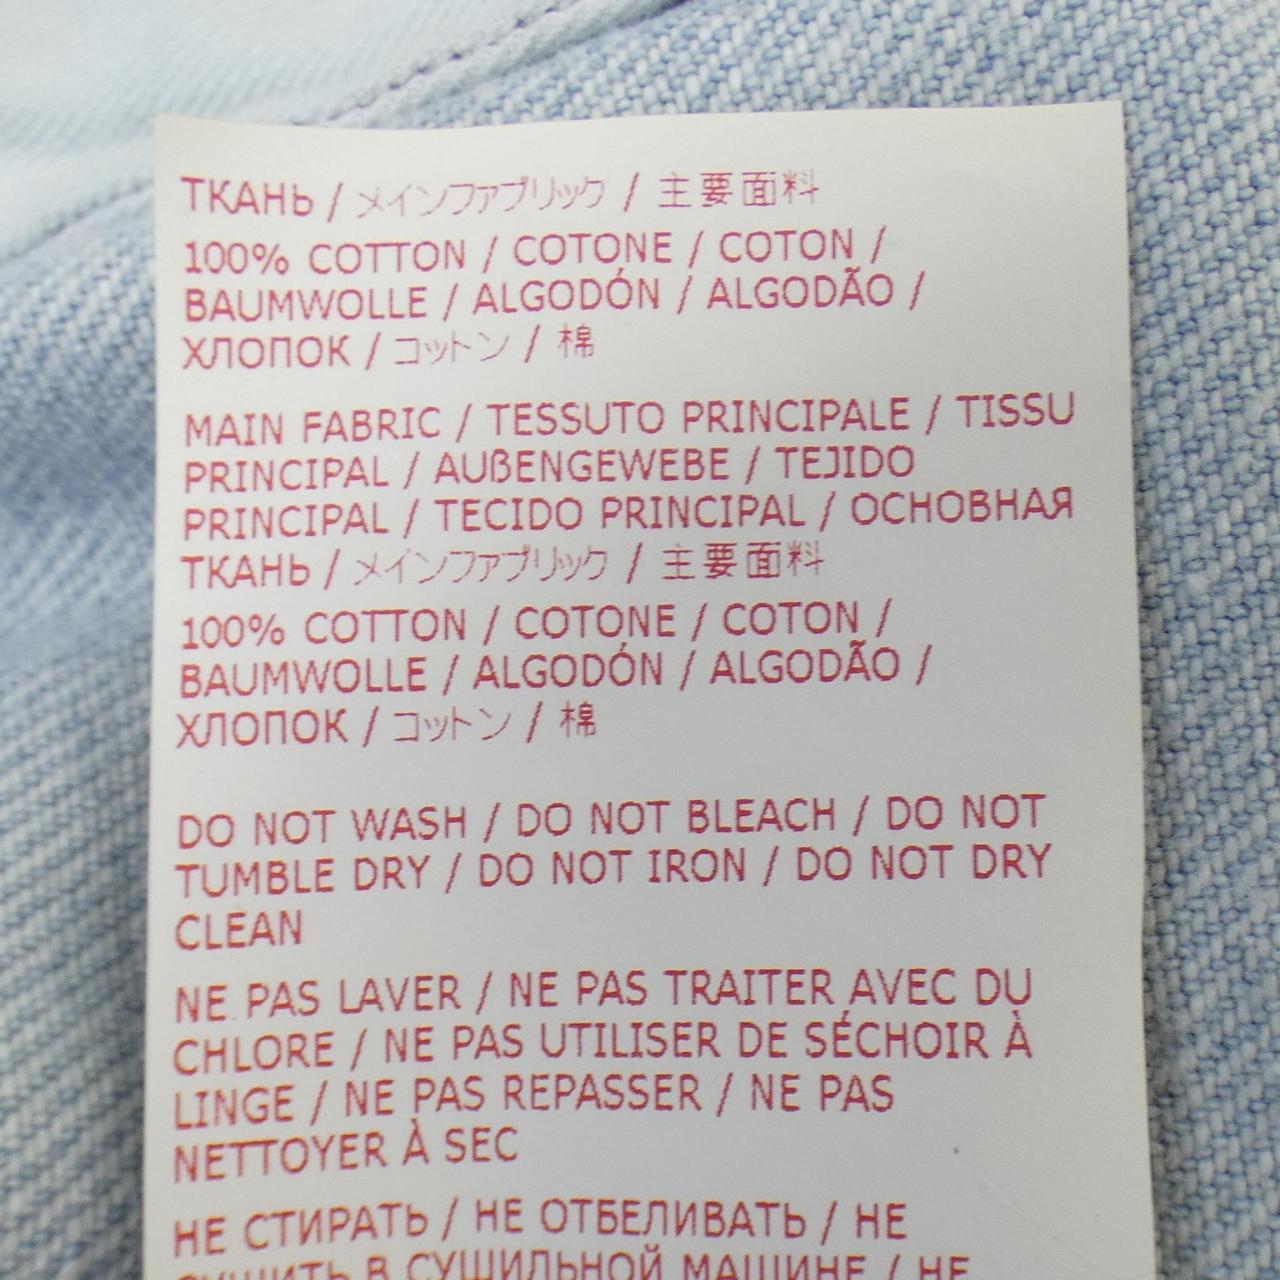 ТКАНЬ / メインファブリック / 主要面料
100% COTTON / COTONE / COTON /
BAUMWOLLE / ALGODÓN / ALGODÃO /
ХЛОПОК / コットン / 棉
MAIN FABRIC / TESSUTO PRINCIPALE / TISSU
PRINCIPAL / AUßENGEWEBE / TEJIDO
PRINCIPAL / TECIDO PRINCIPAL / ОСНОВНАЯ
ТКАНЬ / メインファブリック / 主要面料
100% COTTON / COTONE / COTON /
BAUMWOLLE / ALGODÓN / ALGODÃO /
ХЛОПОК / コットン / 棉
DO NOT WASH / DO NOT BLEACH / DO NOT
TUMBLE DRY / DO NOT IRON / DO NOT DRY
CLEAN
NE PAS LAVER / NE PAS TRAITER AVEC DU
CHLORE / NE PAS UTILISER DE SÉCHOIR À
LINGE / NE PAS REPASSER / NE PAS
NETTOYER À SEC
НЕ СТИРАТЬ / НЕ ОТБЕЛИВАТЬ / НЕ
СУШИТЬ В СУШИЛЬНОЙ МАШИНЕ / НЕ